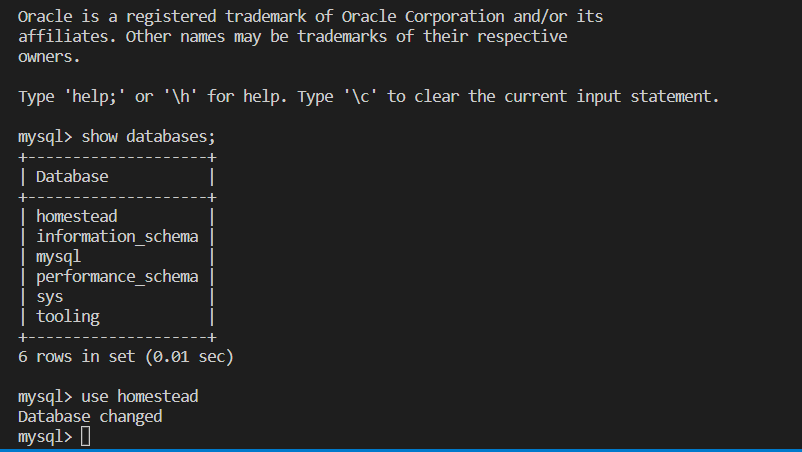 Oracle is a registered trademark of Oracle Corporation and/or its
affiliates. Other names may be trademarks of their respective
owners.
Type 'help;' or '\h' for help. Type '\c' to clear the current input statement.
mysql> show databases;
+--------------------+
| Database           |
+--------------------+
| homestead          |
| information_schema |
| mysql              |
| performance_schema |
| sys                |
| tooling            |
+--------------------+
6 rows in set (0.01 sec)
mysql> use homestead
Database changed
mysql>